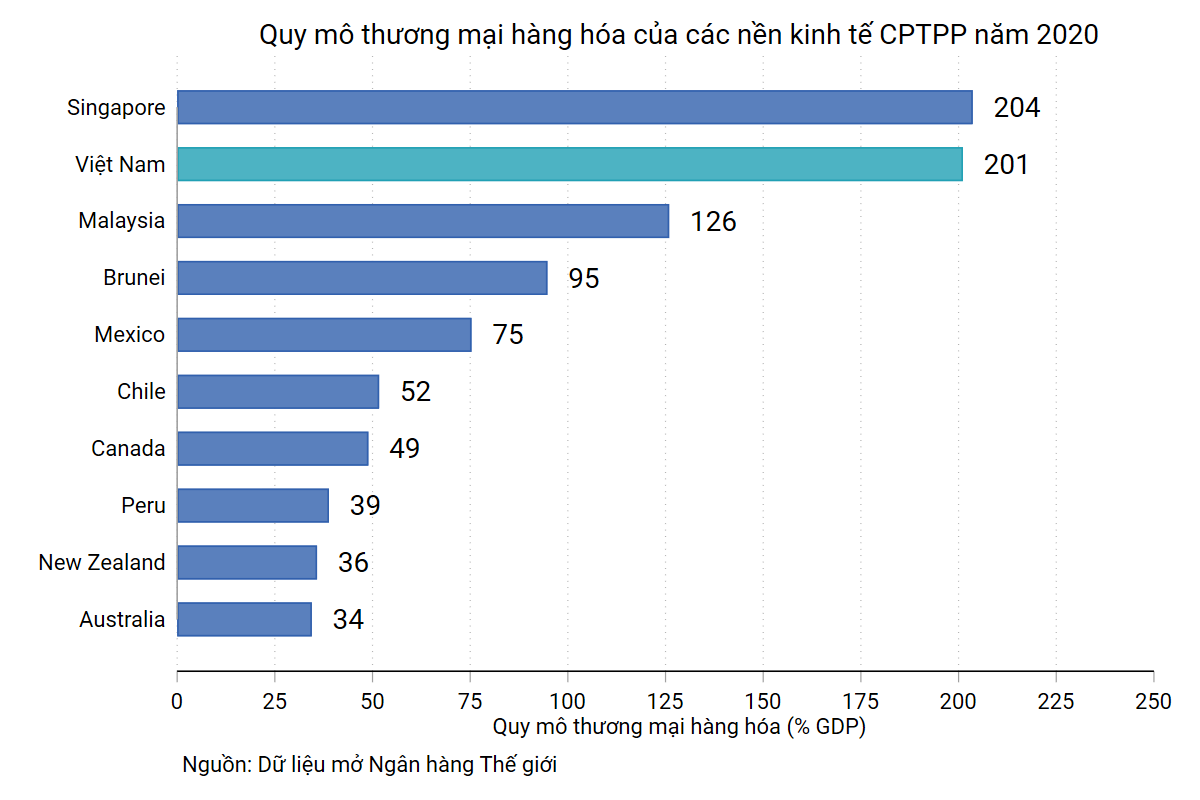 Quy mô thương mại hàng hóa của các nền kinh tế CPTPP năm 2020
Singapore 204
Việt Nam 201
Malaysia 126
Brunei 95
Mexico 75
Chile 52
Canada 49
Peru 39
New Zealand 36
Australia 34
0 25 50 75 100 125 150 175 200 225 250
Quy mô thương mại hàng hóa (% GDP)
Nguồn: Dữ liệu mở Ngân hàng Thế giới